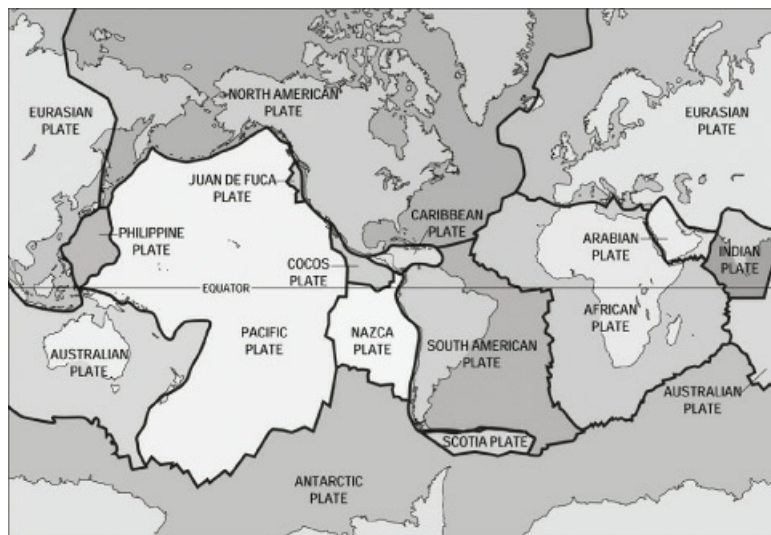 NORTH AMERICAN
PLATE
EURASIAN
PLATE
EURASIAN
PLATE
JUAN DE FUCA
PLATE
CARIBBEAN
PLATE
PHILIPPINE
PLATE
ARABIAN
PLATE
INDIAN
PLATE
COCOS
PLATE
EQUATOR
AFRICAN
PLATE
PACIFIC
PLATE
NAZCA
PLATE
SOUTH AMERICAN
PLATE
AUSTRALIAN
PLATE
AUSTRALIAN
PLATE
SCOTIA PLATE
ANTARCTIC
PLATE